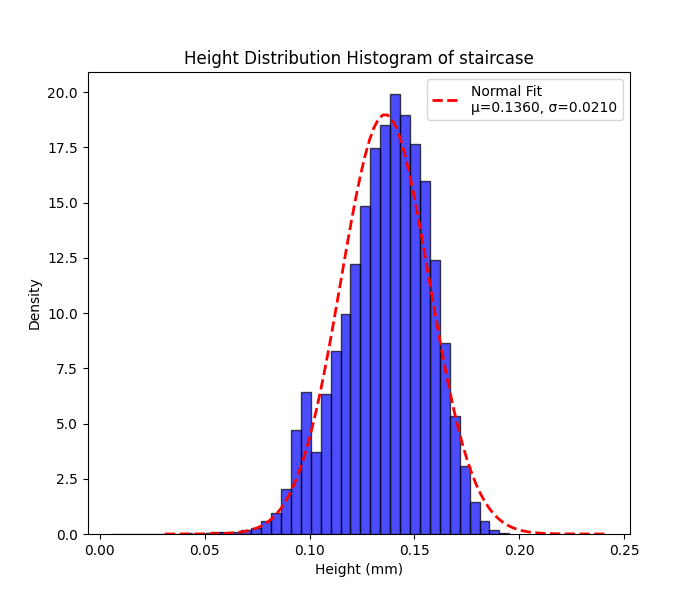 Height Distribution Histogram of staircase
Normal Fit
μ=0.1360, σ=0.0210
20.0
17.5
15.0
12.5
10.0
7.5
5.0
2.5
0.0
Density
0.00 0.05 0.10 0.15 0.20 0.25
Height (mm)